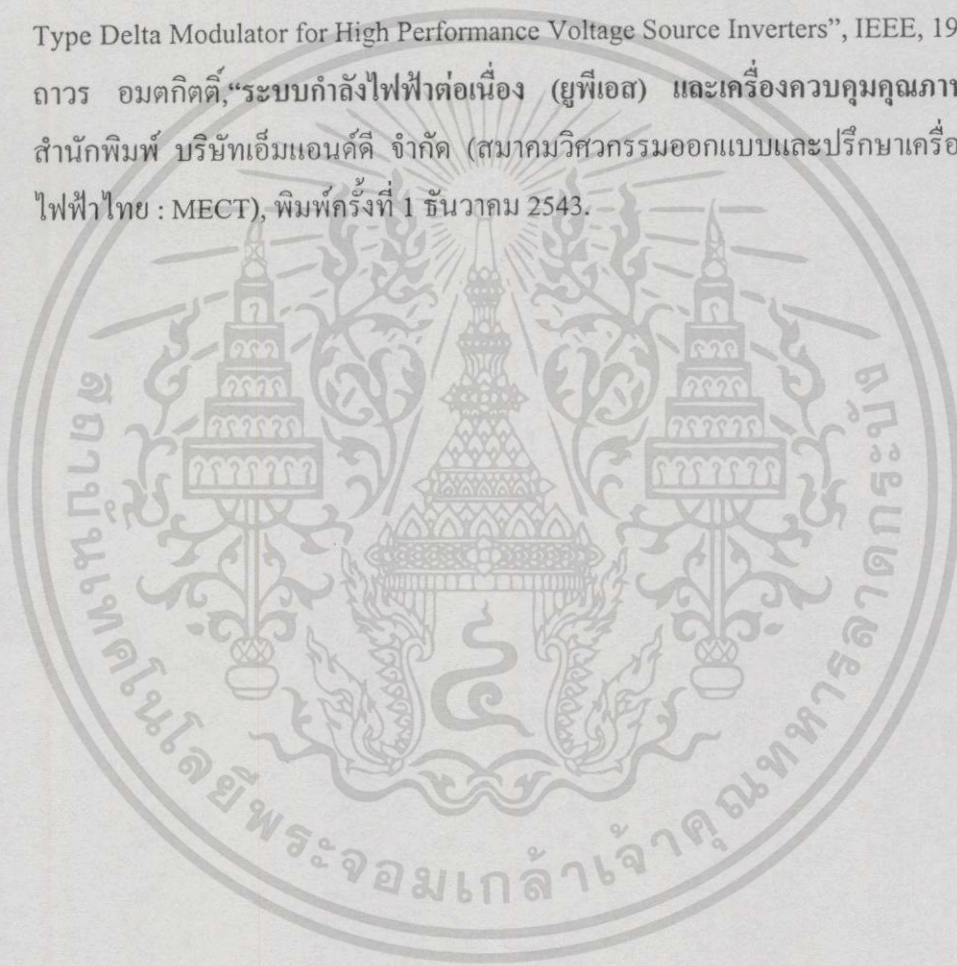 Type Delta Modulator for High Performance Voltage Source Inverters”, IEEE, 19
ถาวร อมตกิตติ์,“ระบบกำลังไฟฟ้าต่อเนื่อง (ยูพีเอส) และเครื่องควบคุมคุณภาพ
สำนักพิมพ์ บริษัทเอ็มแอนด์ดี จำกัด (สมาคมวิศวกรรมออกแบบและปรึกษาเครื่อ
ไฟฟ้าไทย : MECT), พิมพ์ครั้งที่ 1 ธันวาคม 2543.
สถาบันเทคโนโลยีพระจอมเกล้าเจ้าคุณทหารลาดกระบัง